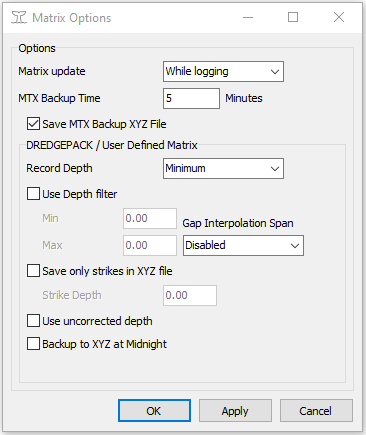 Matrix Options
Options
Matrix update While logging
MTX Backup Time 5 Minutes
Save MTX Backup XYZ File
DREDGEPACK / User Defined Matrix
Record Depth Minimum
Use Depth filter
Min 0.00
Gap Interpolation Span
Max 0.00 Disabled
Save only strikes in XYZ file
Strike Depth 0.00
Use uncorrected depth
Backup to XYZ at Midnight
OK Apply Cancel